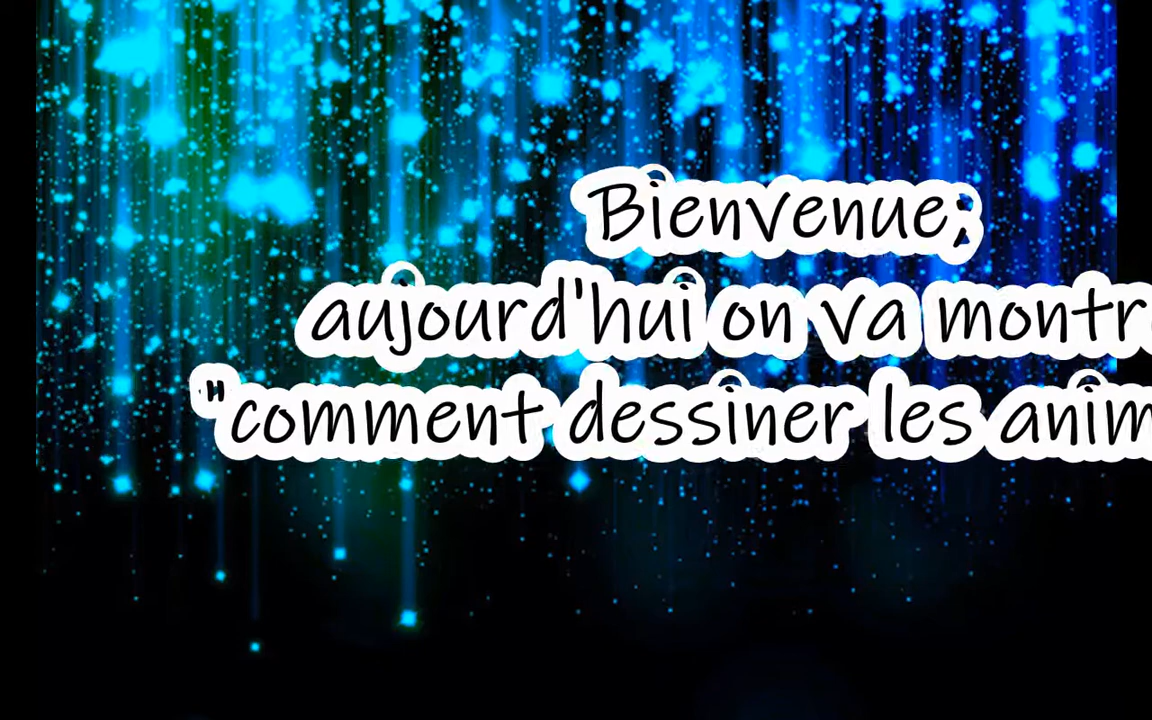 Bienvenue;
aujourd'hui on va montr
"comment dessiner les anim